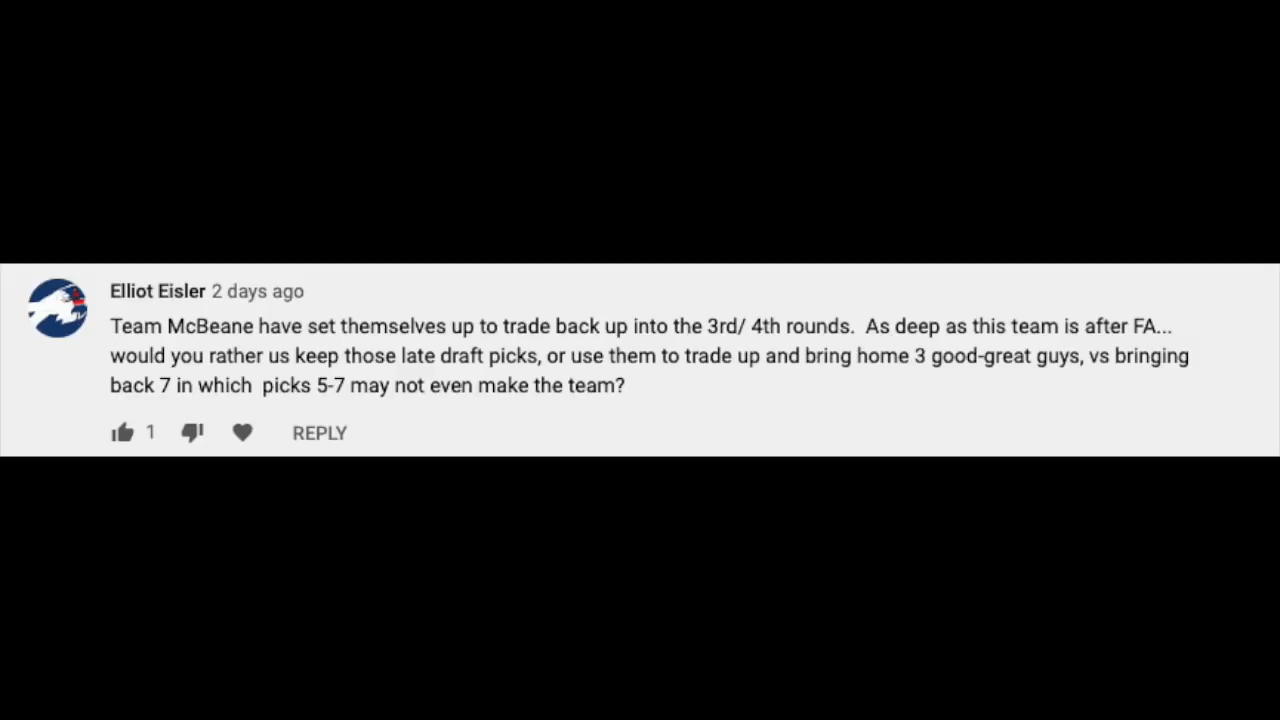 Elliot Eisler 2 days ago
Team McBeane have set themselves up to trade back up into the 3rd/ 4th rounds.  As deep as this team is after FA...
would you rather us keep those late draft picks, or use them to trade up and bring home 3 good-great guys, vs bringing
back 7 in which  picks 5-7 may not even make the team?
1 REPLY